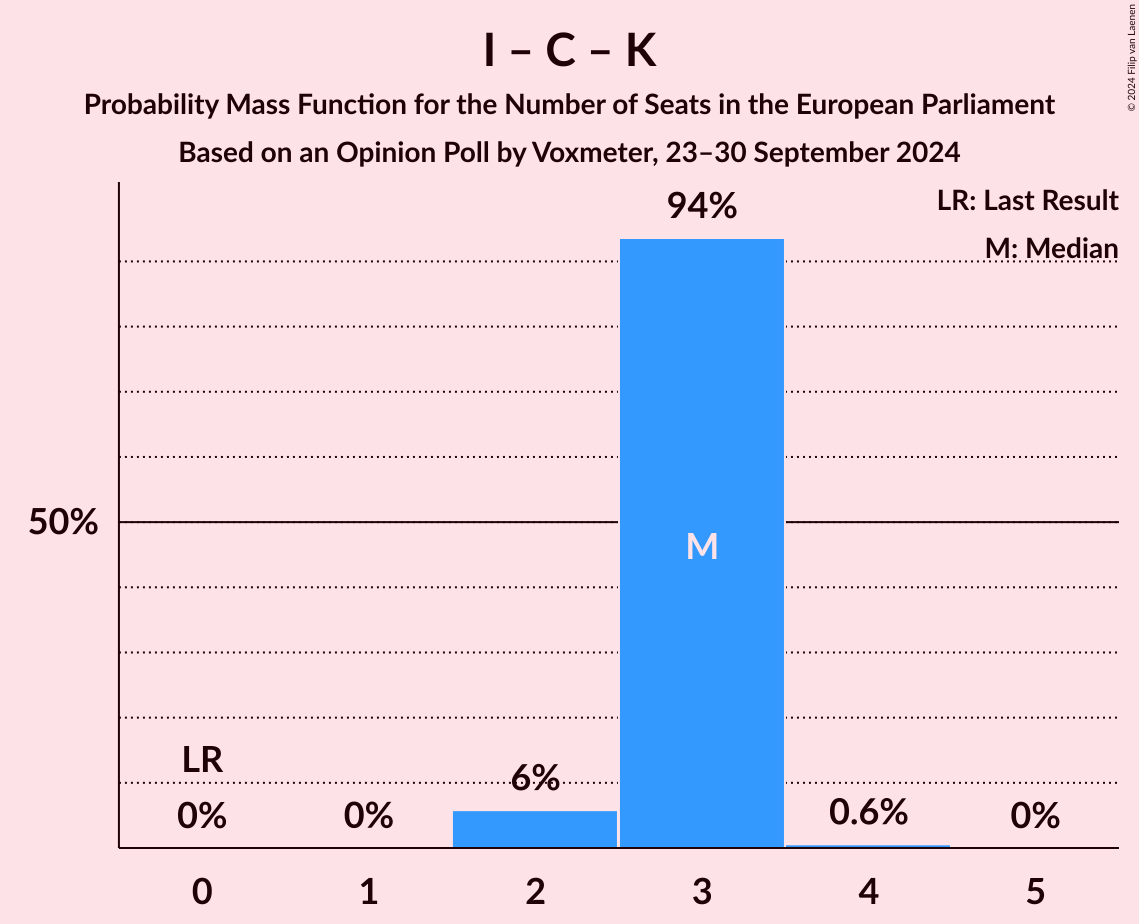 I – C – K
Probability Mass Function for the Number of Seats in the European Parliament
Based on an Opinion Poll by Voxmeter, 23–30 September 2024
© 2024 Filip van Laenen
LR: Last Result
M: Median
94%
50%
M
LR
0%
0%
6%
0.6%
0%
0
1
2
3
4
5